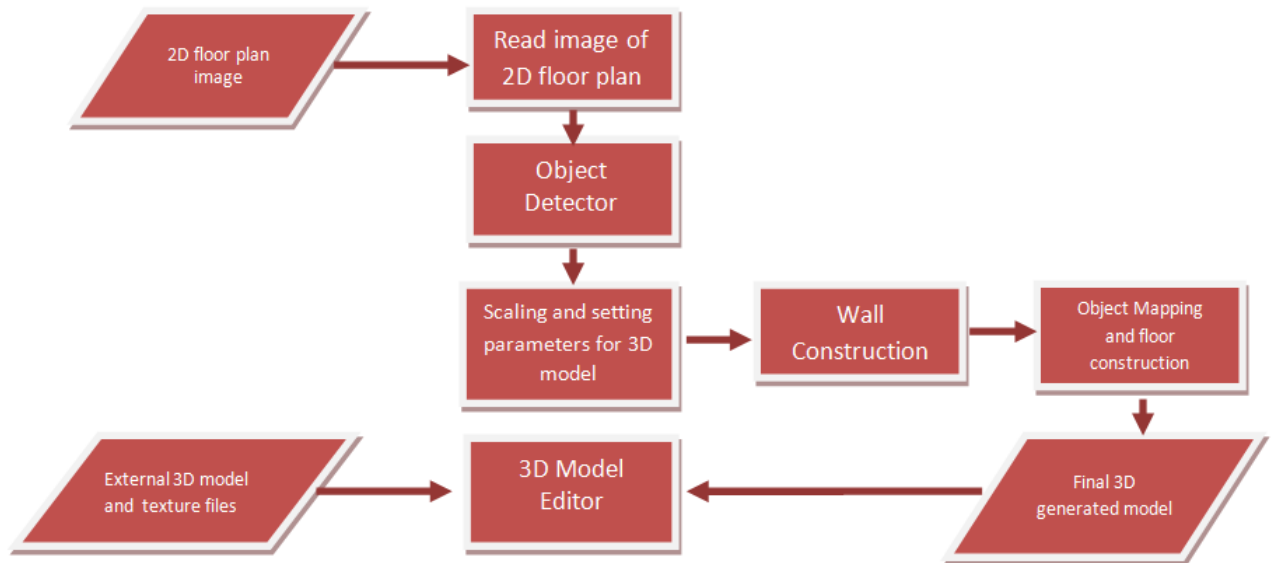 2D floor plan
image
Read image of
2D floor plan
Object
Detector
Scaling and setting
parameters for 3D
model
Wall
Construction
Object Mapping
and floor
construction
External 3D model
and texture files
3D Model
Editor
Final 3D
generated model